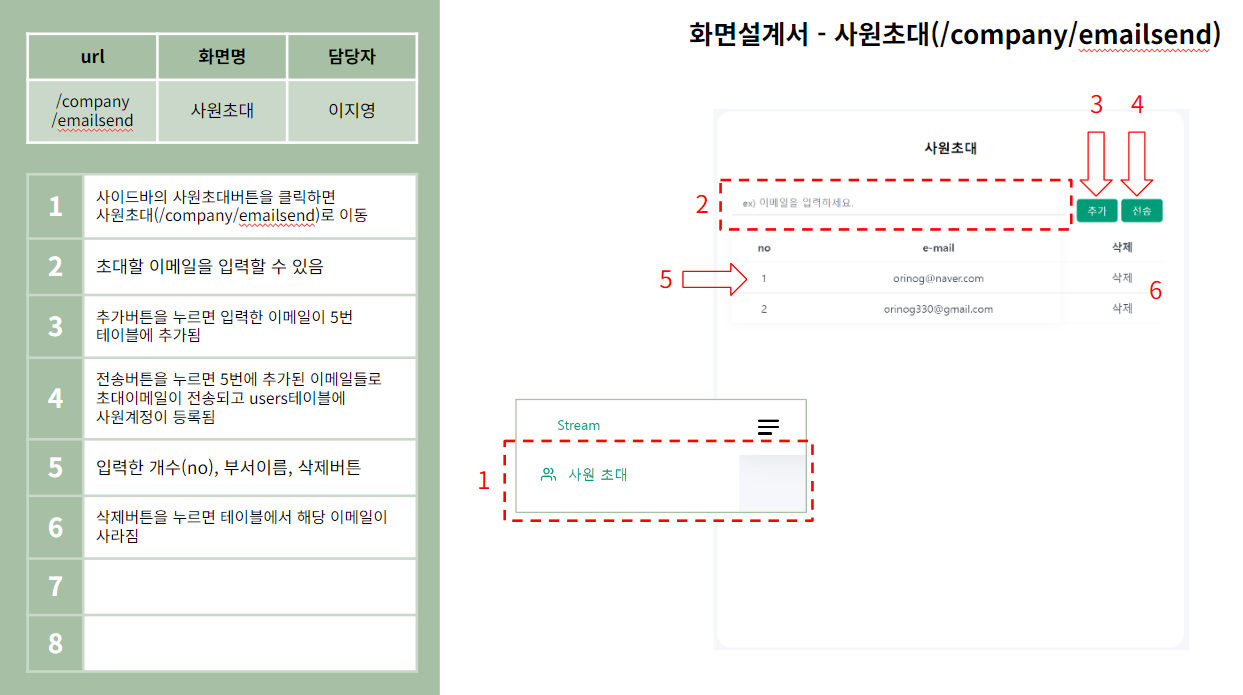 화면설계서 - 사원초대(/company/emailsend)
url 화면명 담당자
/company
/emailsend 사원초대 이지영
1 사이드바의 사원초대버튼을 클릭하면
사원초대(/company/emailsend)로 이동
2 초대할 이메일을 입력할 수 있음
3 추가버튼을 누르면 입력한 이메일이 5번
테이블에 추가됨
4 전송버튼을 누르면 5번에 추가된 이메일들로
초대이메일이 전송되고 users테이블에
사원계정이 등록됨
5 입력한 개수(no), 부서이름, 삭제버튼
6 삭제버튼을 누르면 테이블에서 해당 이메일이
사라짐
7
8
3 4
사원초대
2 ex) 이메일을 입력하세요. 추가 전송
no e-mail 삭제
5 1 orinog@naver.com 삭제 6
2 orinog330@gmail.com 삭제
Stream
1 사원 초대